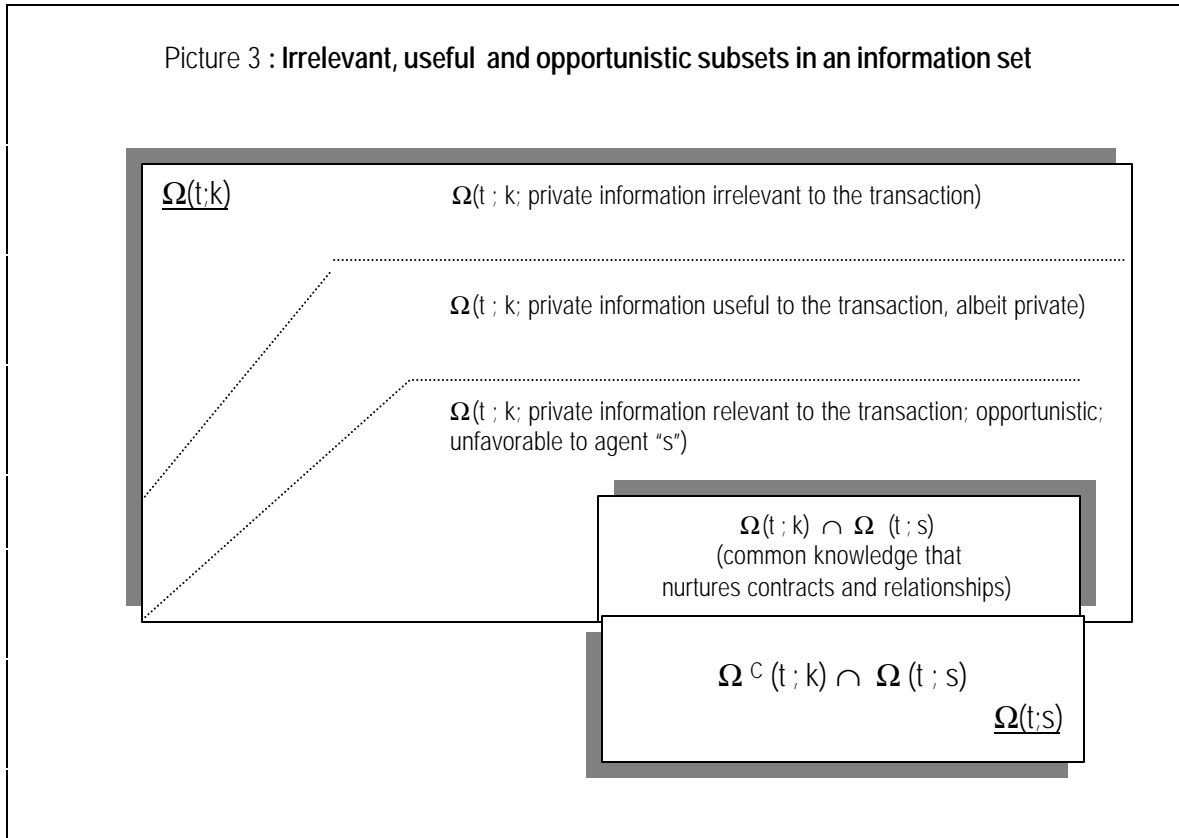 Picture 3 : Irrelevant, useful and opportunistic subsets in an information set
Ω(t;k)
Ω(t ; k; private information irrelevant to the transaction)
Ω(t ; k; private information useful to the transaction, albeit private)
Ω(t ; k; private information relevant to the transaction; opportunistic;
unfavorable to agent “s”)
Ω(t ; k) ∩ Ω (t ; s)
(common knowledge that
nurtures contracts and relationships)
Ω ᶜ (t ; k) ∩ Ω (t ; s)
Ω(t;s)